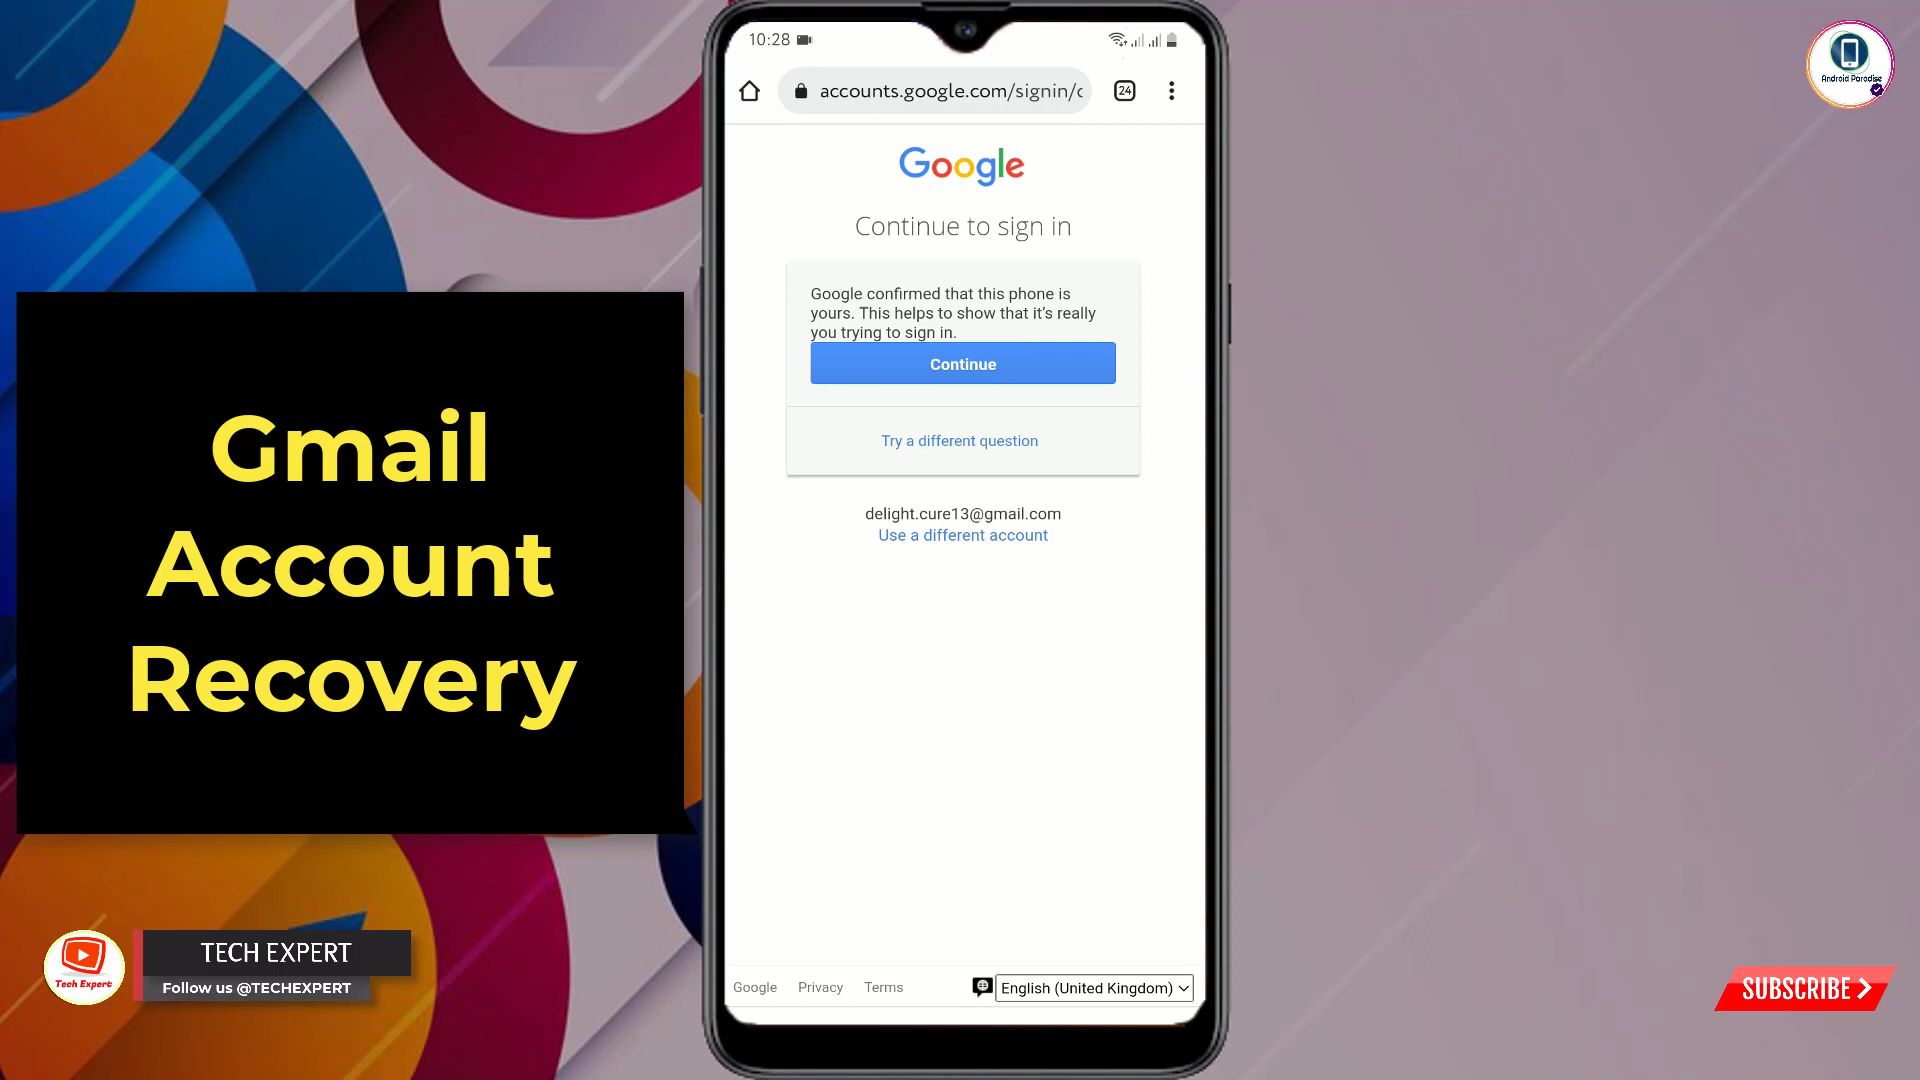 Gmail
Account
Recovery
10:28
accounts.google.com/signin/c
24
Google
Continue to sign in
Google confirmed that this phone is
yours. This helps to show that it's really
you trying to sign in.
Continue
Try a different question
delight.cure13@gmail.com
Use a different account
Google Privacy Terms
English (United Kingdom)
Android Paradise
Tech Expert
TECH EXPERT
Follow us @TECHEXPERT
SUBSCRIBE